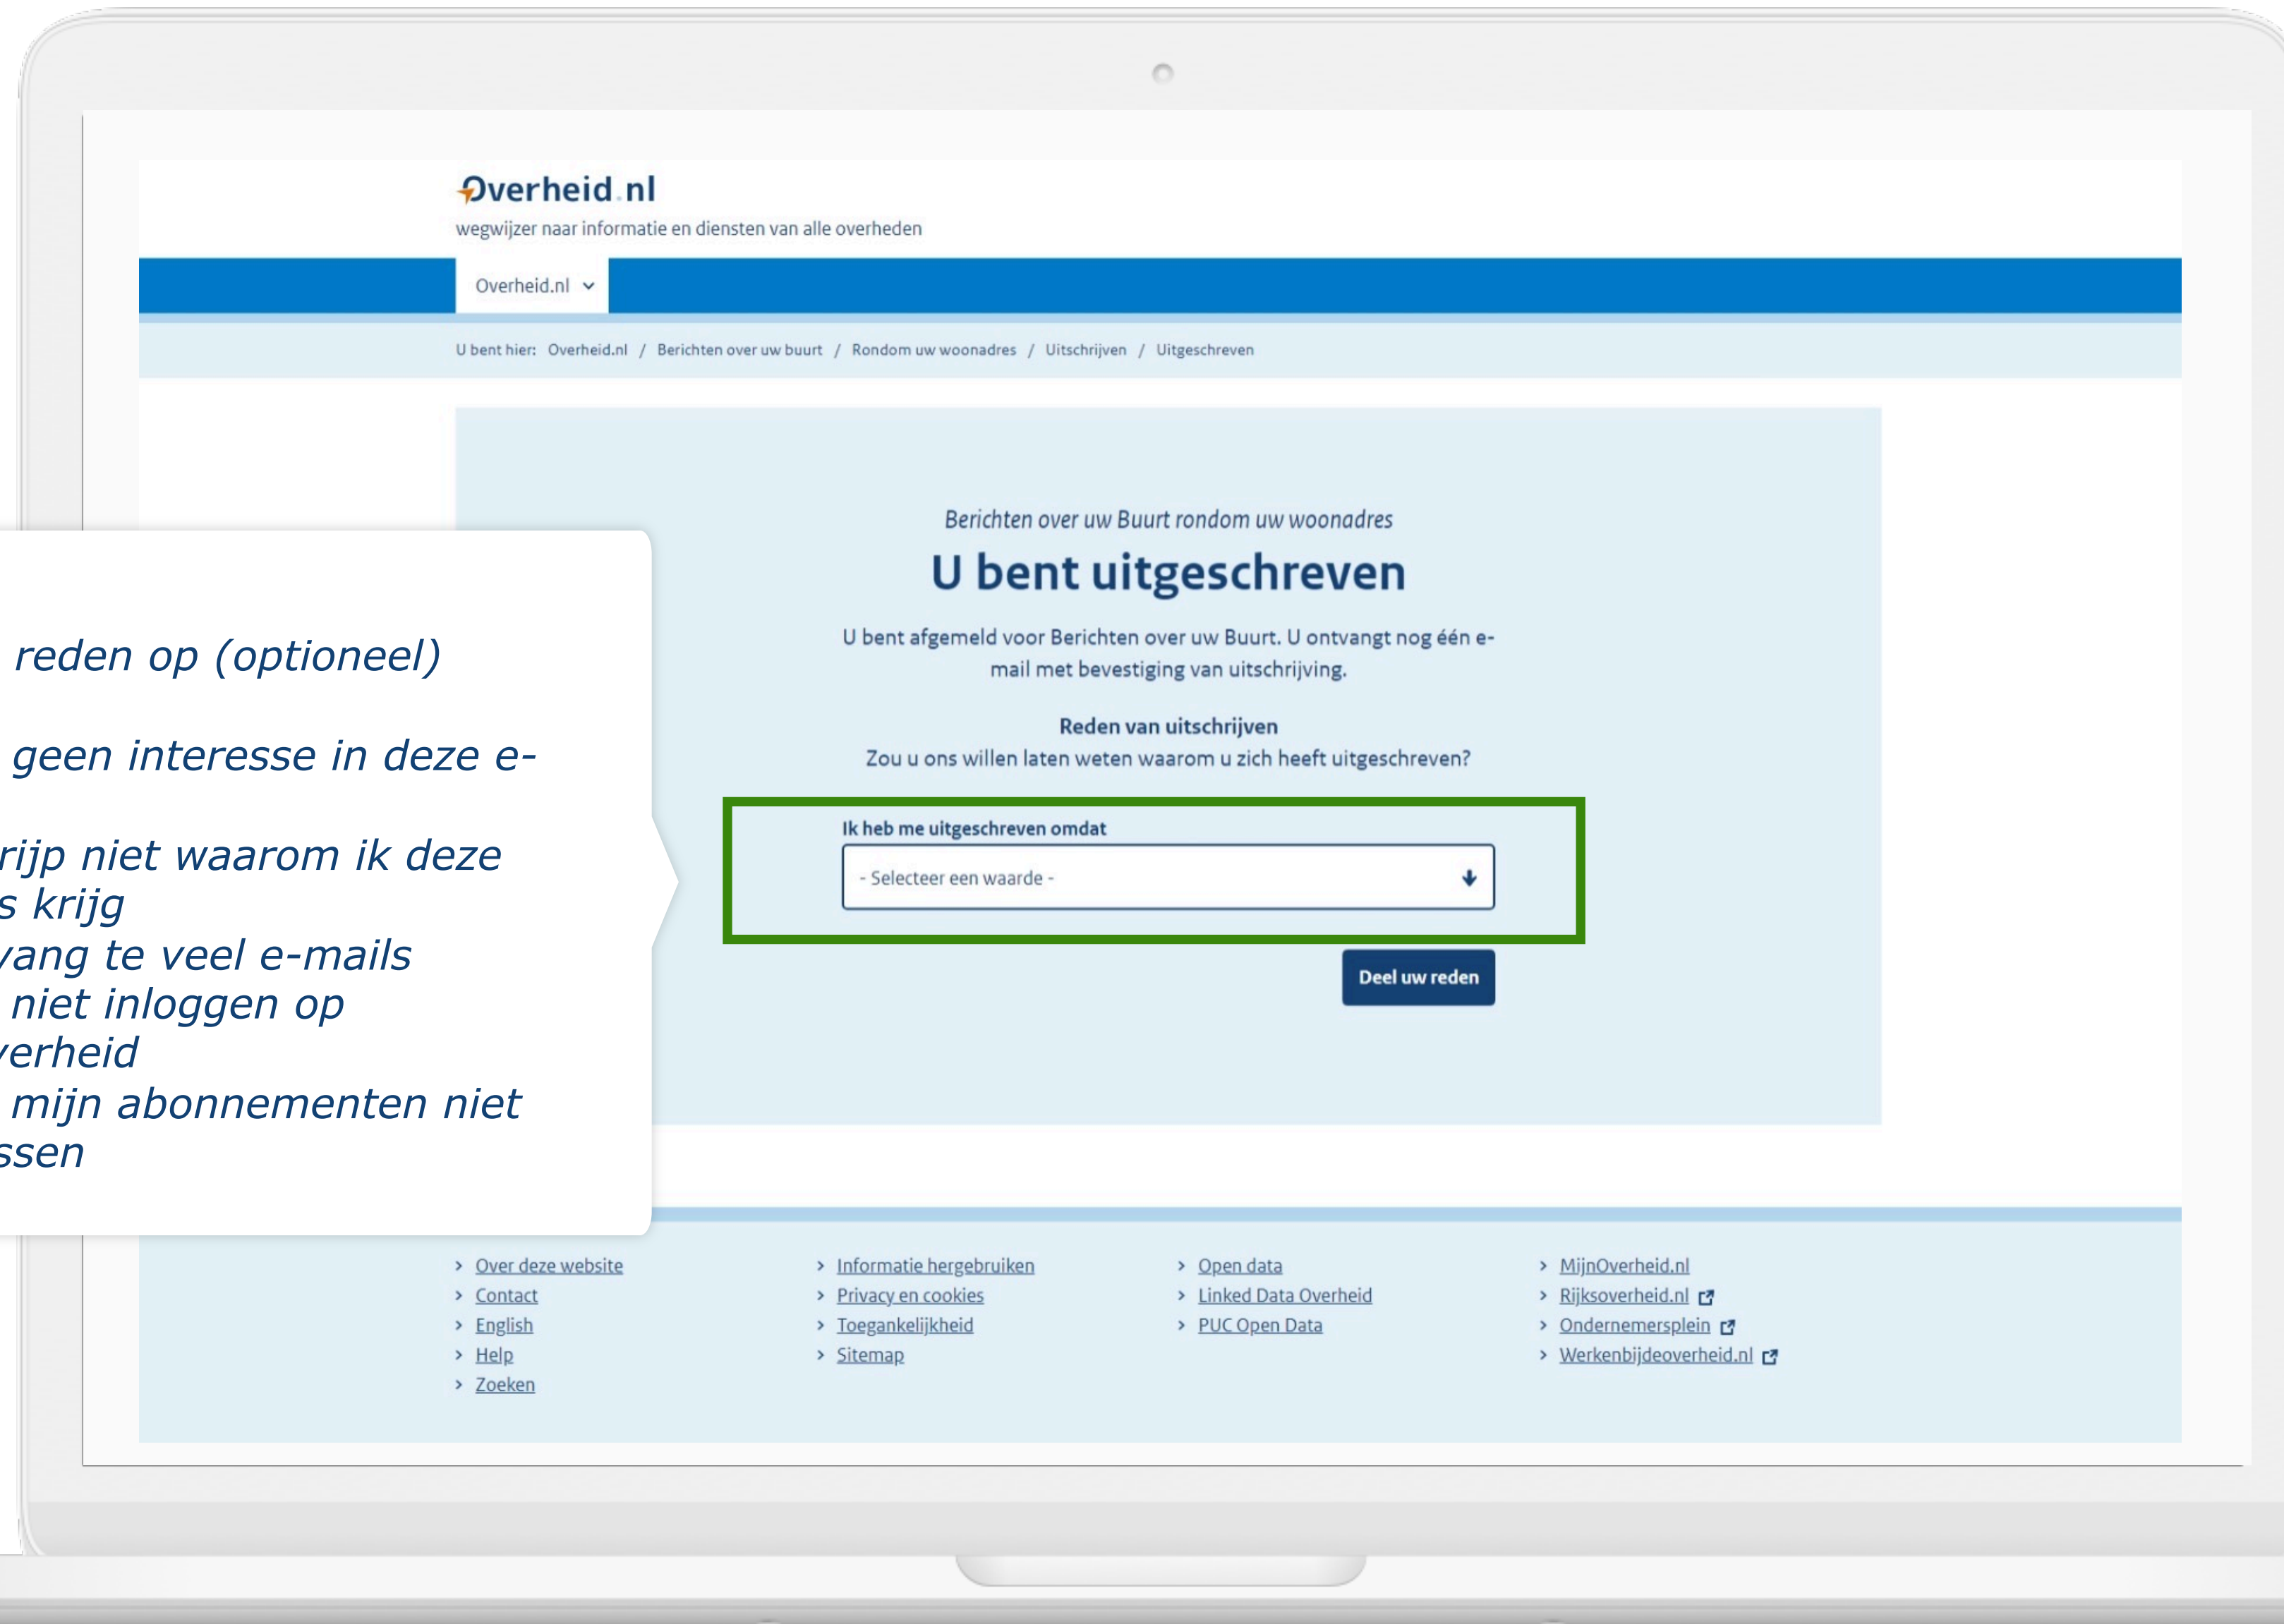 Overheid.nl
wegwijzer naar informatie en diensten van alle overheden
Overheid.nl
U bent hier: Overheid.nl / Berichten over uw buurt / Rondom uw woonadres / Uitschrijven / Uitgeschreven
Berichten over uw Buurt rondom uw woonadres
U bent uitgeschreven
U bent afgemeld voor Berichten over uw Buurt. U ontvangt nog één e-
mail met bevestiging van uitschrijving.
Reden van uitschrijven
Zou u ons willen laten weten waarom u zich heeft uitgeschreven?
Ik heb me uitgeschreven omdat
- Selecteer een waarde -
Deel uw reden
reden op (optioneel)
geen interesse in deze e-
niet waarom ik deze
krijg
te veel e-mails
niet inloggen op
mijn abonnementen niet
> Over deze website
> Contact
> English
> Help
> Zoeken
> Informatie hergebruiken
> Privacy en cookies
> Toegankelijkheid
> Sitemap
> Open data
> Linked Data Overheid
> PUC Open Data
> MijnOverheid.nl
> Rijksoverheid.nl
> Ondernemersplein
> Werkenbijdeoverheid.nl